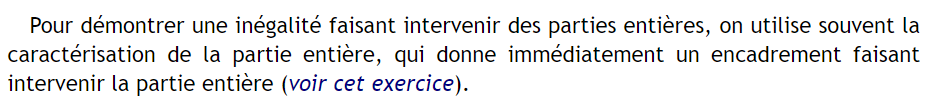 Pour démontrer une inégalité faisant intervenir des parties entières, on utilise souvent la
caractérisation de la partie entière, qui donne immédiatement un encadrement faisant
intervenir la partie entière (voir cet exercice).